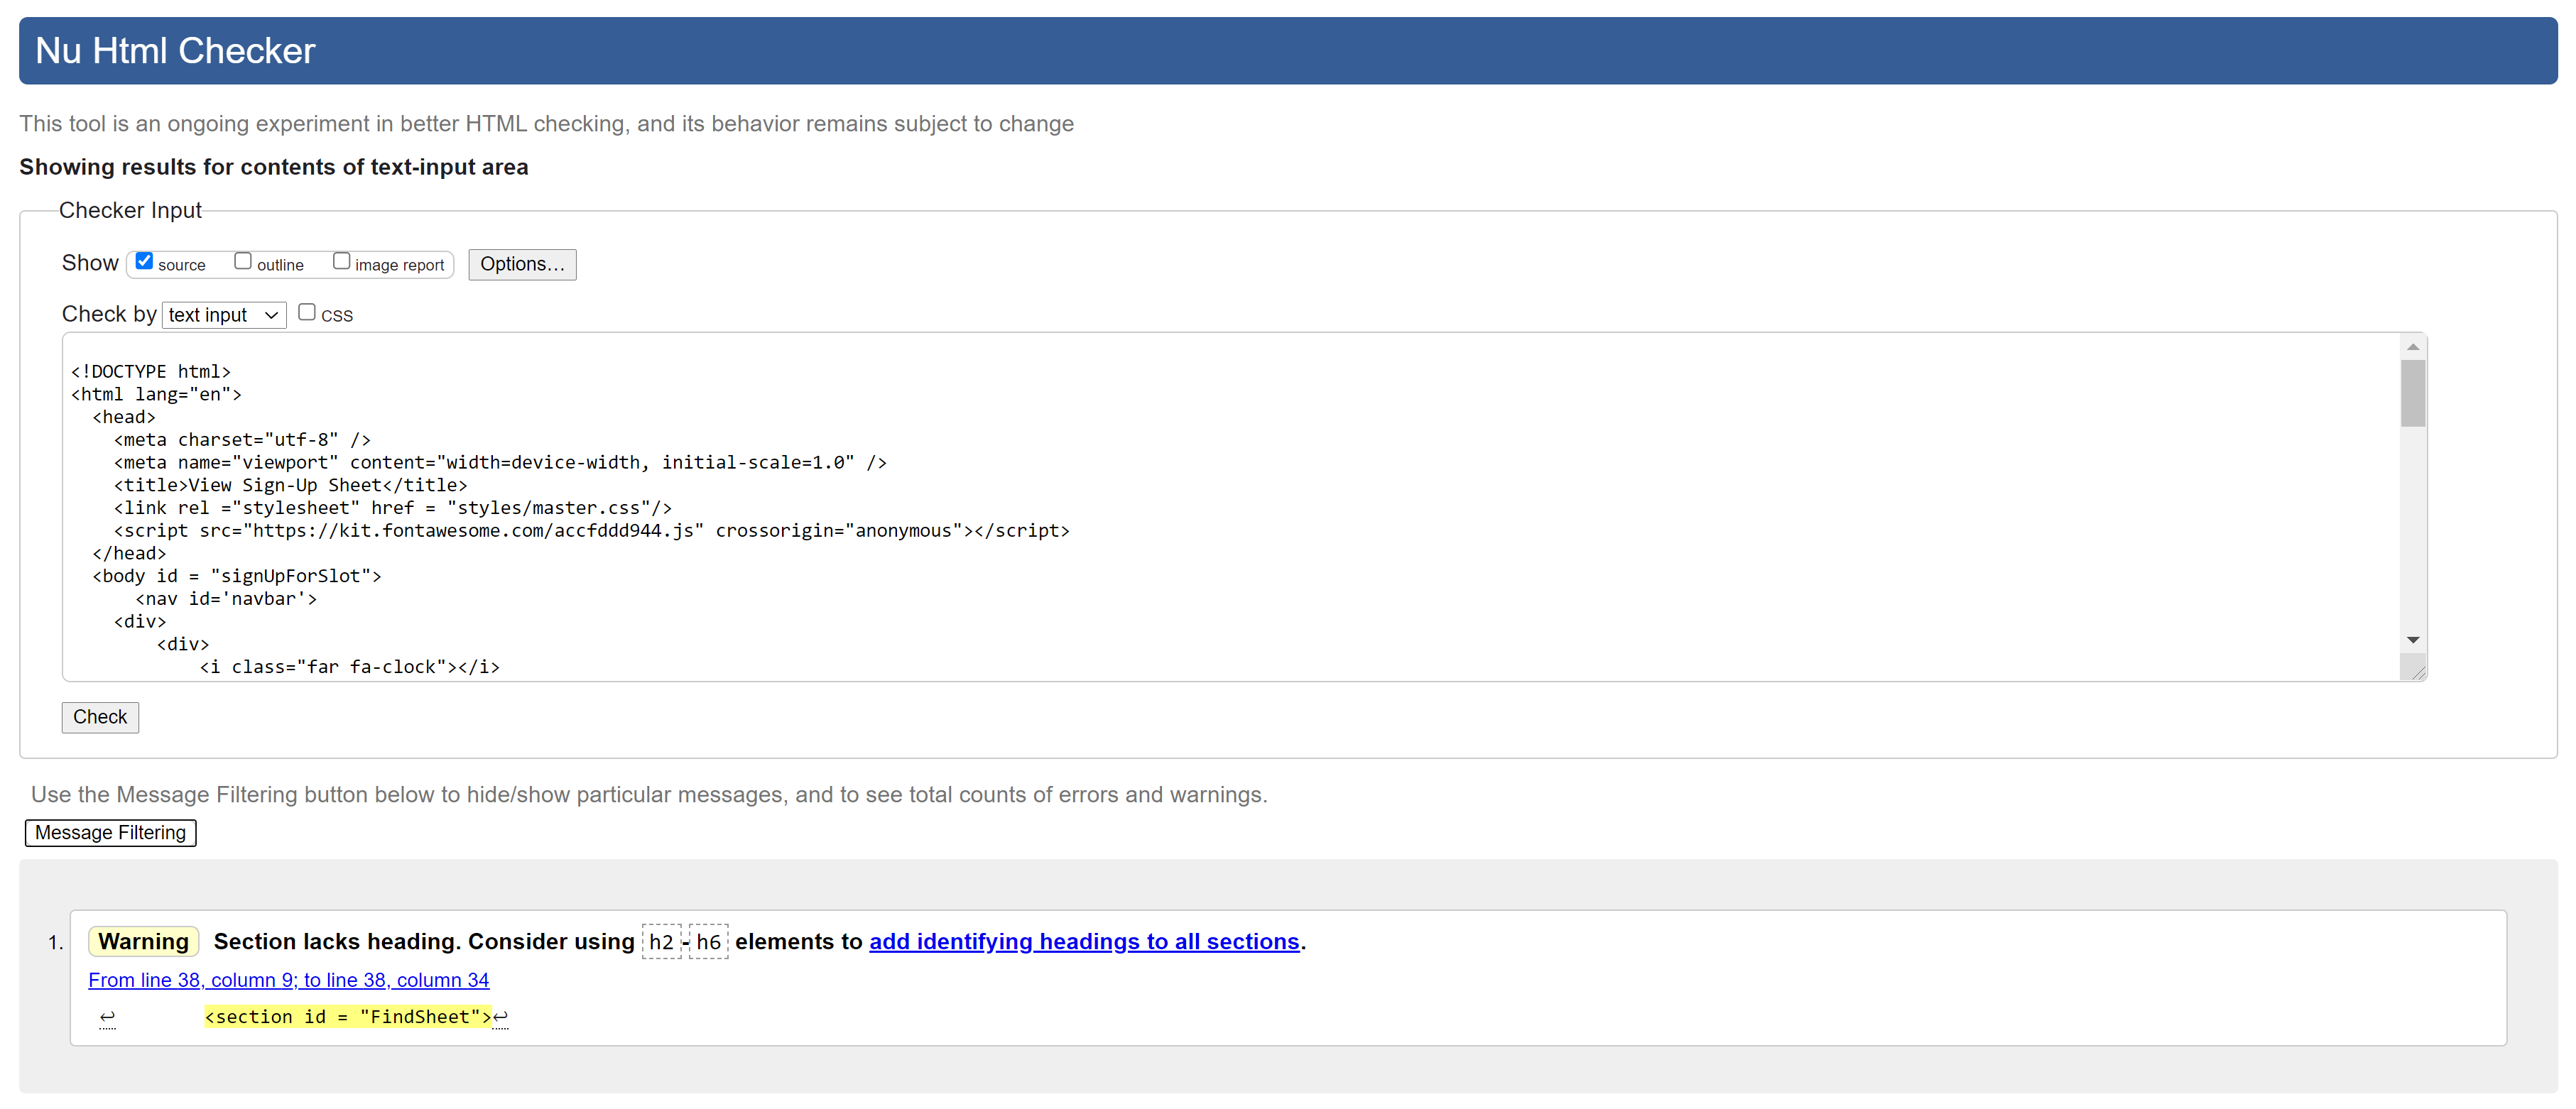 Nu Html Checker
This tool is an ongoing experiment in better HTML checking, and its behavior remains subject to change
Showing results for contents of text-input area
Checker Input
Show source outline image report Options...
Check by text input CSS
<!DOCTYPE html>
<html lang="en">
<head>
<meta charset="utf-8" />
<meta name="viewport" content="width=device-width, initial-scale=1.0" />
<title>View Sign-Up Sheet</title>
<link rel ="stylesheet" href = "styles/master.css"/>
<script src="https://kit.fontawesome.com/accfddd944.js" crossorigin="anonymous"></script>
</head>
<body id = "signUpForSlot">
<nav id='navbar'>
<div>
<div>
<i class="far fa-clock"></i>
Check
Use the Message Filtering button below to hide/show particular messages, and to see total counts of errors and warnings.
Message Filtering
1. Warning Section lacks heading. Consider using h2-h6 elements to add identifying headings to all sections.
From line 38, column 9; to line 38, column 34
↩ <section id = "FindSheet">↩